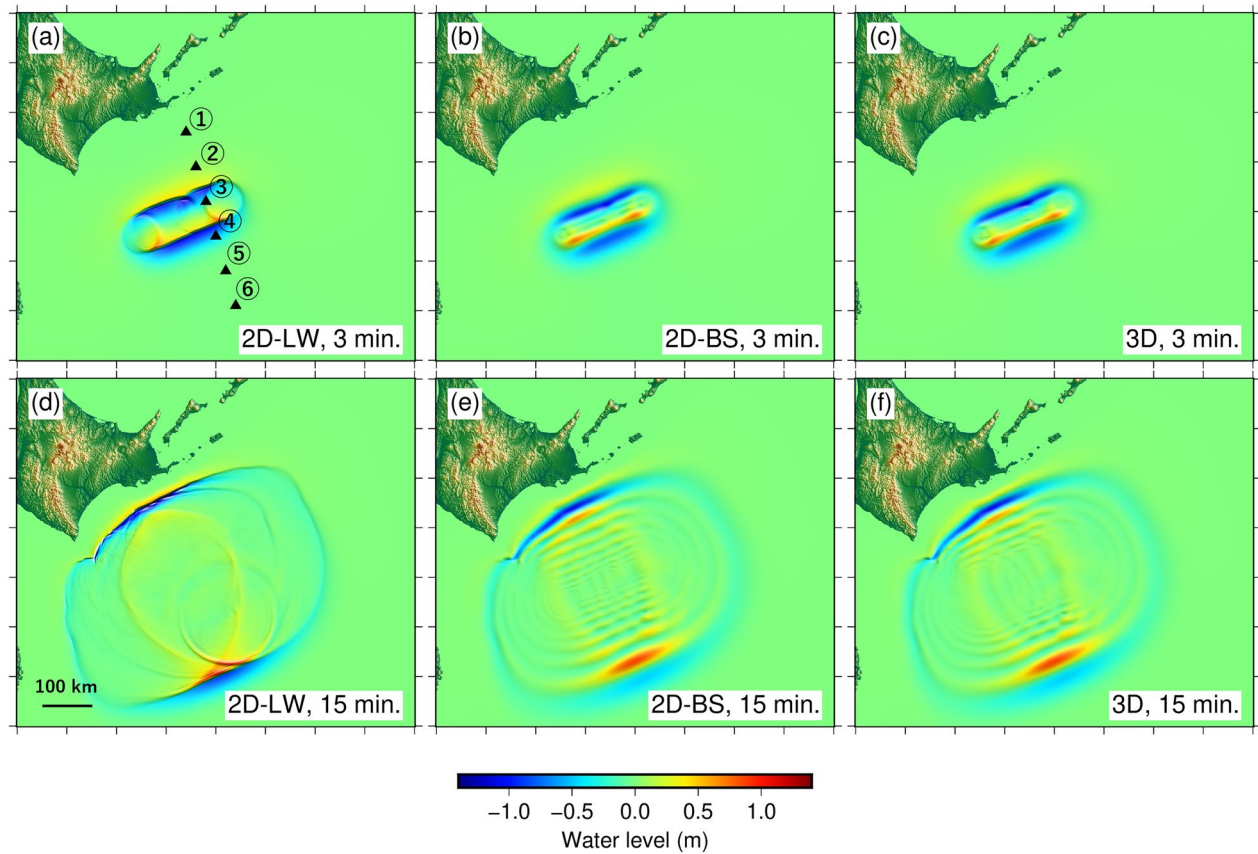 (a)
①
②
③
④
⑤
⑥
2D-LW, 3 min.
(b)
2D-BS, 3 min.
(c)
3D, 3 min.
(d)
100 km
2D-LW, 15 min.
(e)
2D-BS, 15 min.
(f)
3D, 15 min.
−1.0 −0.5 0.0 0.5 1.0
Water level (m)